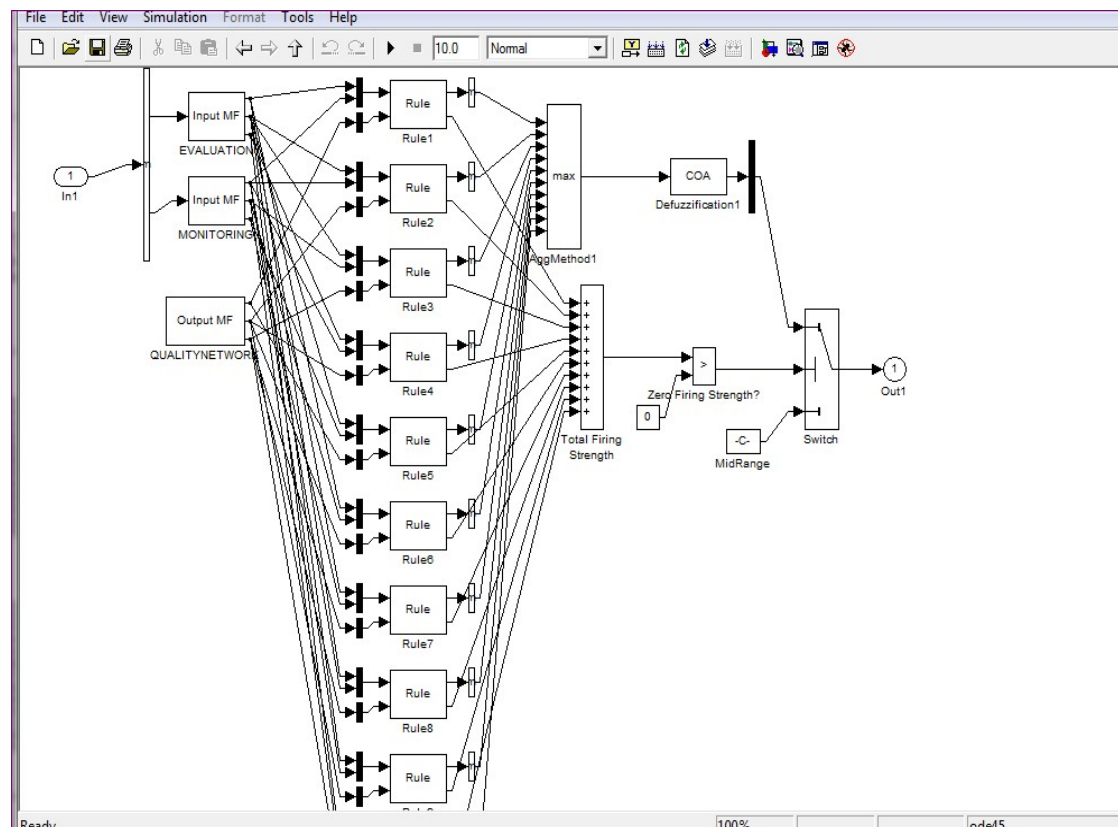 File Edit View Simulation Format Tools Help
10.0 Normal
Input MF
EVALUATION
Input MF
MONITORING
Output MF
QUALITYNETWORK
1
In1
Rule
Rule1
Rule
Rule2
Rule
Rule3
Rule
Rule4
Rule
Rule5
Rule
Rule6
Rule
Rule7
Rule
Rule8
Rule
max
AggMethod1
COA
Defuzzification1
+
+
+
+
+
+
+
+
+
+
Total Firing
Strength
>
Zero Firing Strength?
0
-C-
MidRange
Switch
1
Out1
Ready 100% ode45